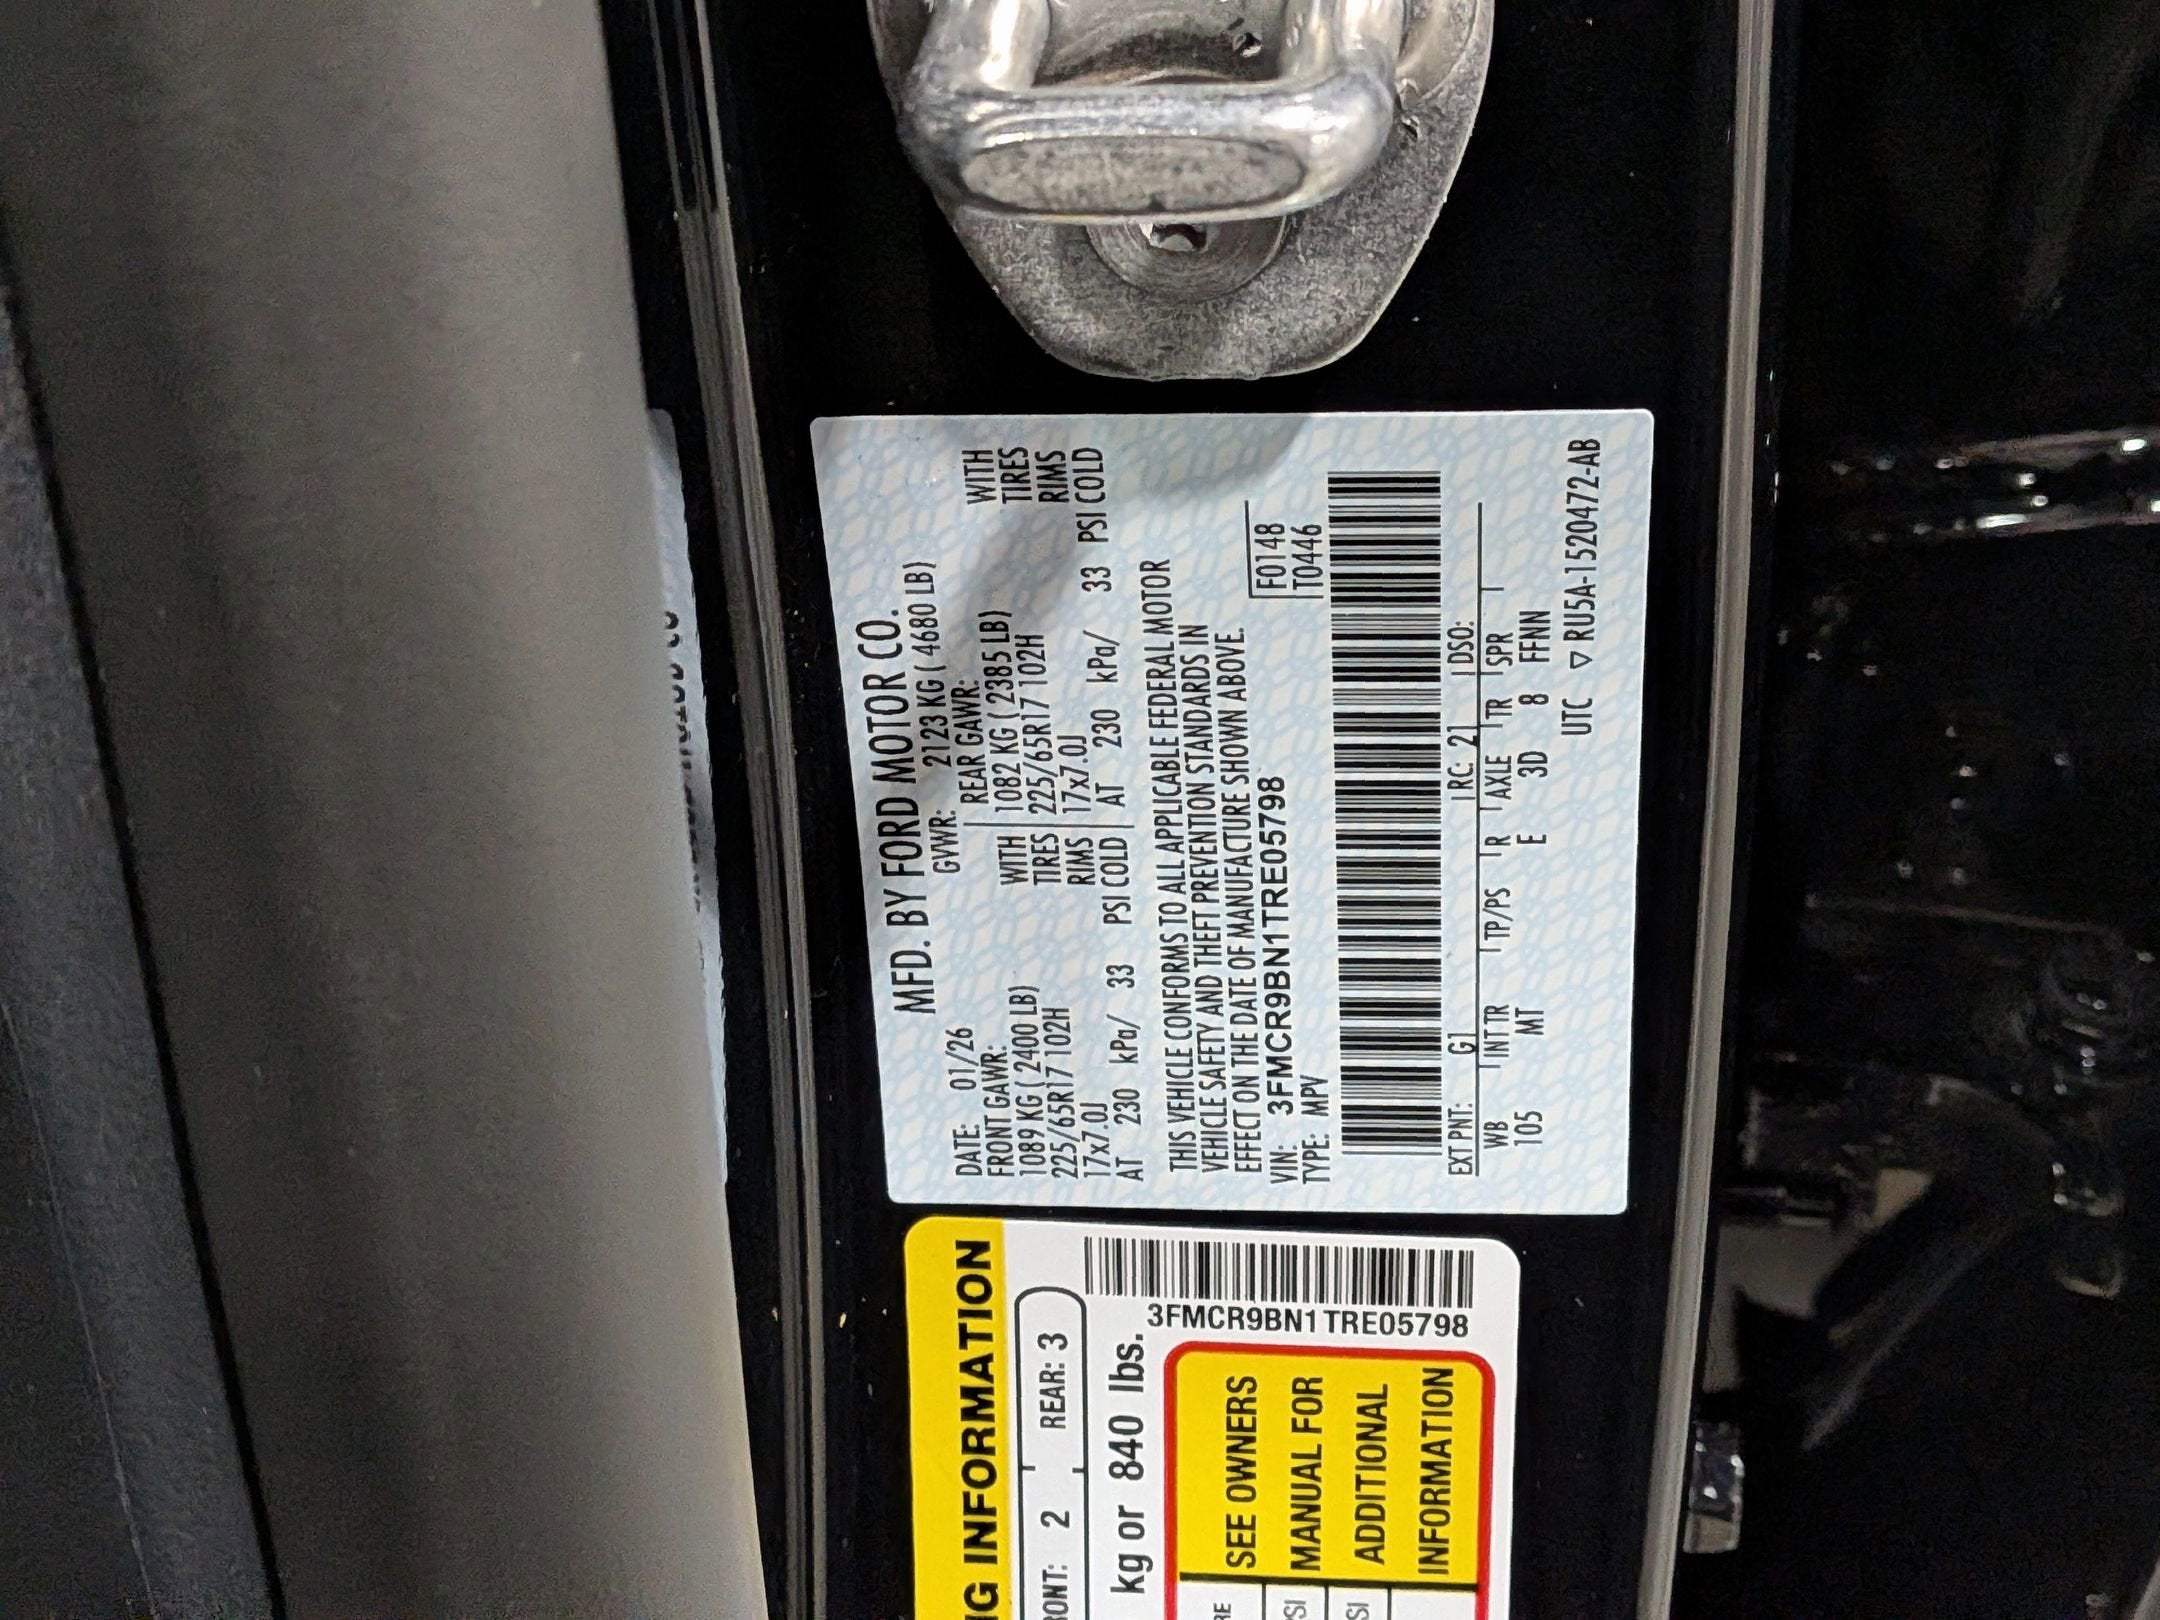 MFD. BY FORD MOTOR CO.
DATE: 01/26 GVWR: 2123 KG ( 4680 LB)
FRONT GAWR: REAR GAWR:
1089 KG ( 2400 LB) WITH 1082 KG ( 2385 LB) WITH
225/65R17 102H TIRES 225/65R17 102H TIRES
17x7.0J RIMS 17x7.0J RIMS
AT 230 kPa/ 33 PSI COLD AT 230 kPa/ 33 PSI COLD
THIS VEHICLE CONFORMS TO ALL APPLICABLE FEDERAL MOTOR
VEHICLE SAFETY AND THEFT PREVENTION STANDARDS IN
EFFECT ON THE DATE OF MANUFACTURE SHOWN ABOVE.
VIN: 3FMCR9BN1TRE05798 F0148
TYPE: MPV T0446
EXT PNT: G1 RC: 21 DSO:
WB INT TR TP/PS R AXLE TR SPR
105 MT E 3D 8 FFNN
UTC ▽ RU5A-1520472-AB
INFORMATION
2 REAR: 3
kg or 840 lbs.
3FMCR9BN1TRE05798
SEE OWNERS
MANUAL FOR
ADDITIONAL
INFORMATION